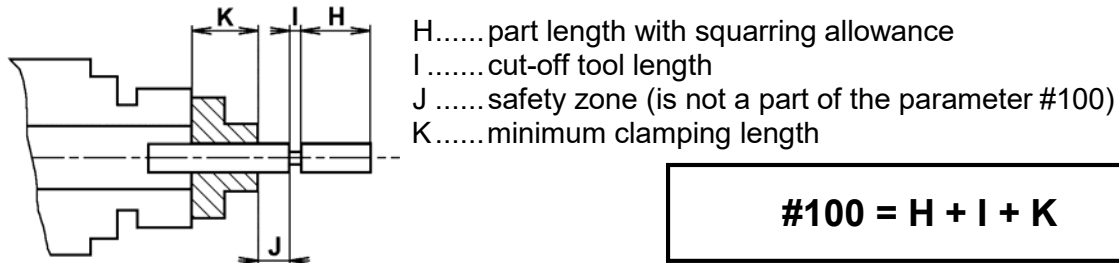 K I H
H......part length with squarring allowance
I .......cut-off tool length
J ......safety zone (is not a part of the parameter #100)
K......minimum clamping length
#100 = H + I + K
J